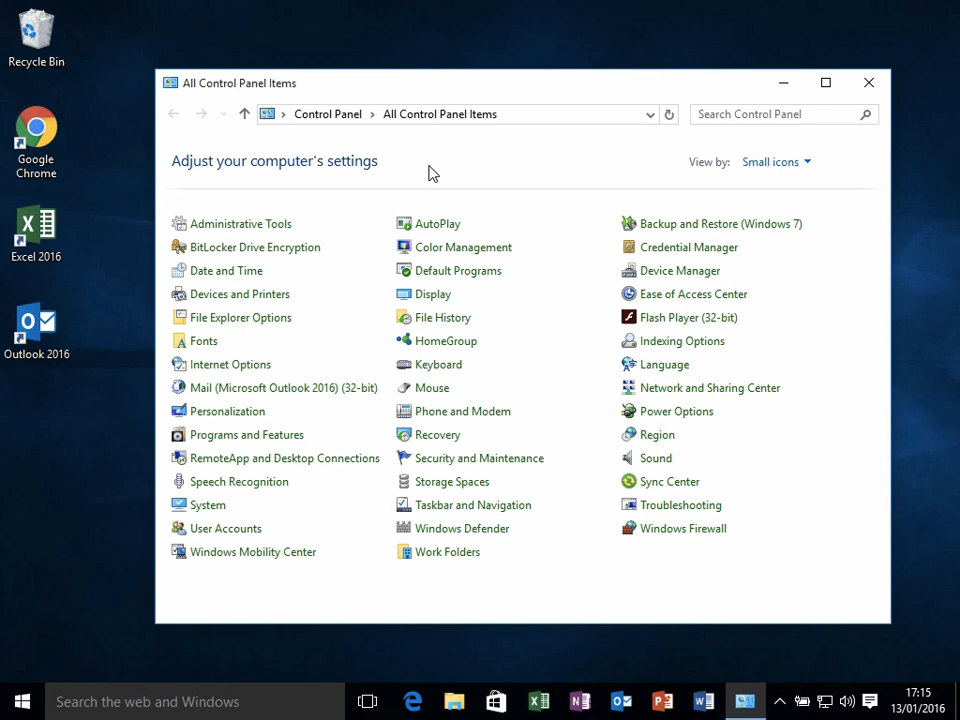 Recycle Bin
Google
Chrome
Excel 2016
Outlook 2016
All Control Panel Items
Control Panel
All Control Panel Items
Search Control Panel
Adjust your computer's settings
View by:
Small icons
Administrative Tools
AutoPlay
Backup and Restore (Windows 7)
BitLocker Drive Encryption
Color Management
Credential Manager
Date and Time
Default Programs
Device Manager
Devices and Printers
Display
Ease of Access Center
File Explorer Options
File History
Flash Player (32-bit)
Fonts
HomeGroup
Indexing Options
Internet Options
Keyboard
Language
Mail (Microsoft Outlook 2016) (32-bit)
Mouse
Network and Sharing Center
Personalization
Phone and Modem
Power Options
Programs and Features
Recovery
Region
RemoteApp and Desktop Connections
Security and Maintenance
Sound
Speech Recognition
Storage Spaces
Sync Center
System
Taskbar and Navigation
Troubleshooting
User Accounts
Windows Defender
Windows Firewall
Windows Mobility Center
Work Folders
Search the web and Windows
17:15
13/01/2016